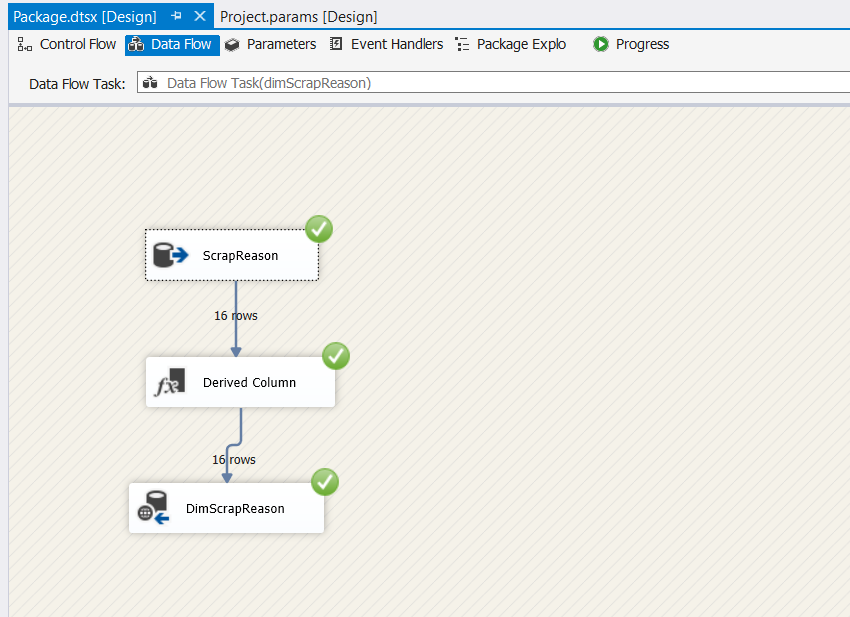 Package.dtsx [Design] Project.params [Design]
Control Flow Data Flow Parameters Event Handlers Package Explo Progress
Data Flow Task: Data Flow Task(dimScrapReason)
ScrapReason
16 rows
fx Derived Column
16 rows
DimScrapReason